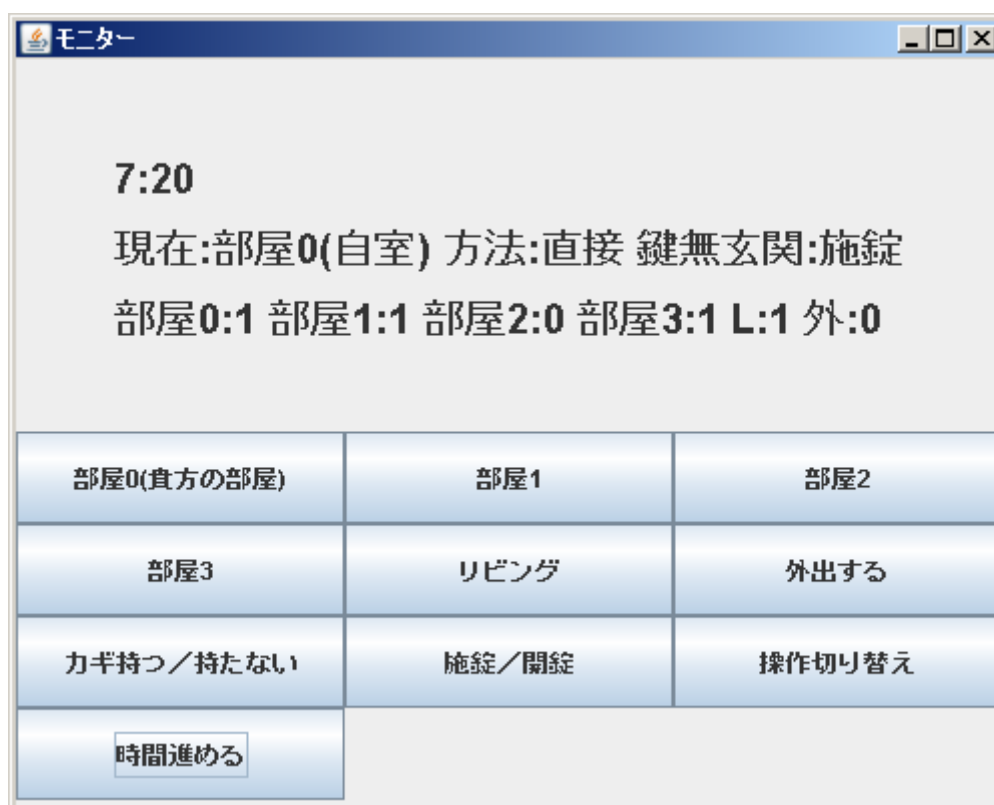 モニター
7:20
現在:部屋0(自室) 方法:直接 鍵無玄関:施錠
部屋0:1 部屋1:1 部屋2:0 部屋3:1 L:1 外:0
部屋0(貴方の部屋) 部屋1 部屋2
部屋3 リビング 外出する
カギ持つ/持たない 施錠/開錠 操作切り替え
時間進める